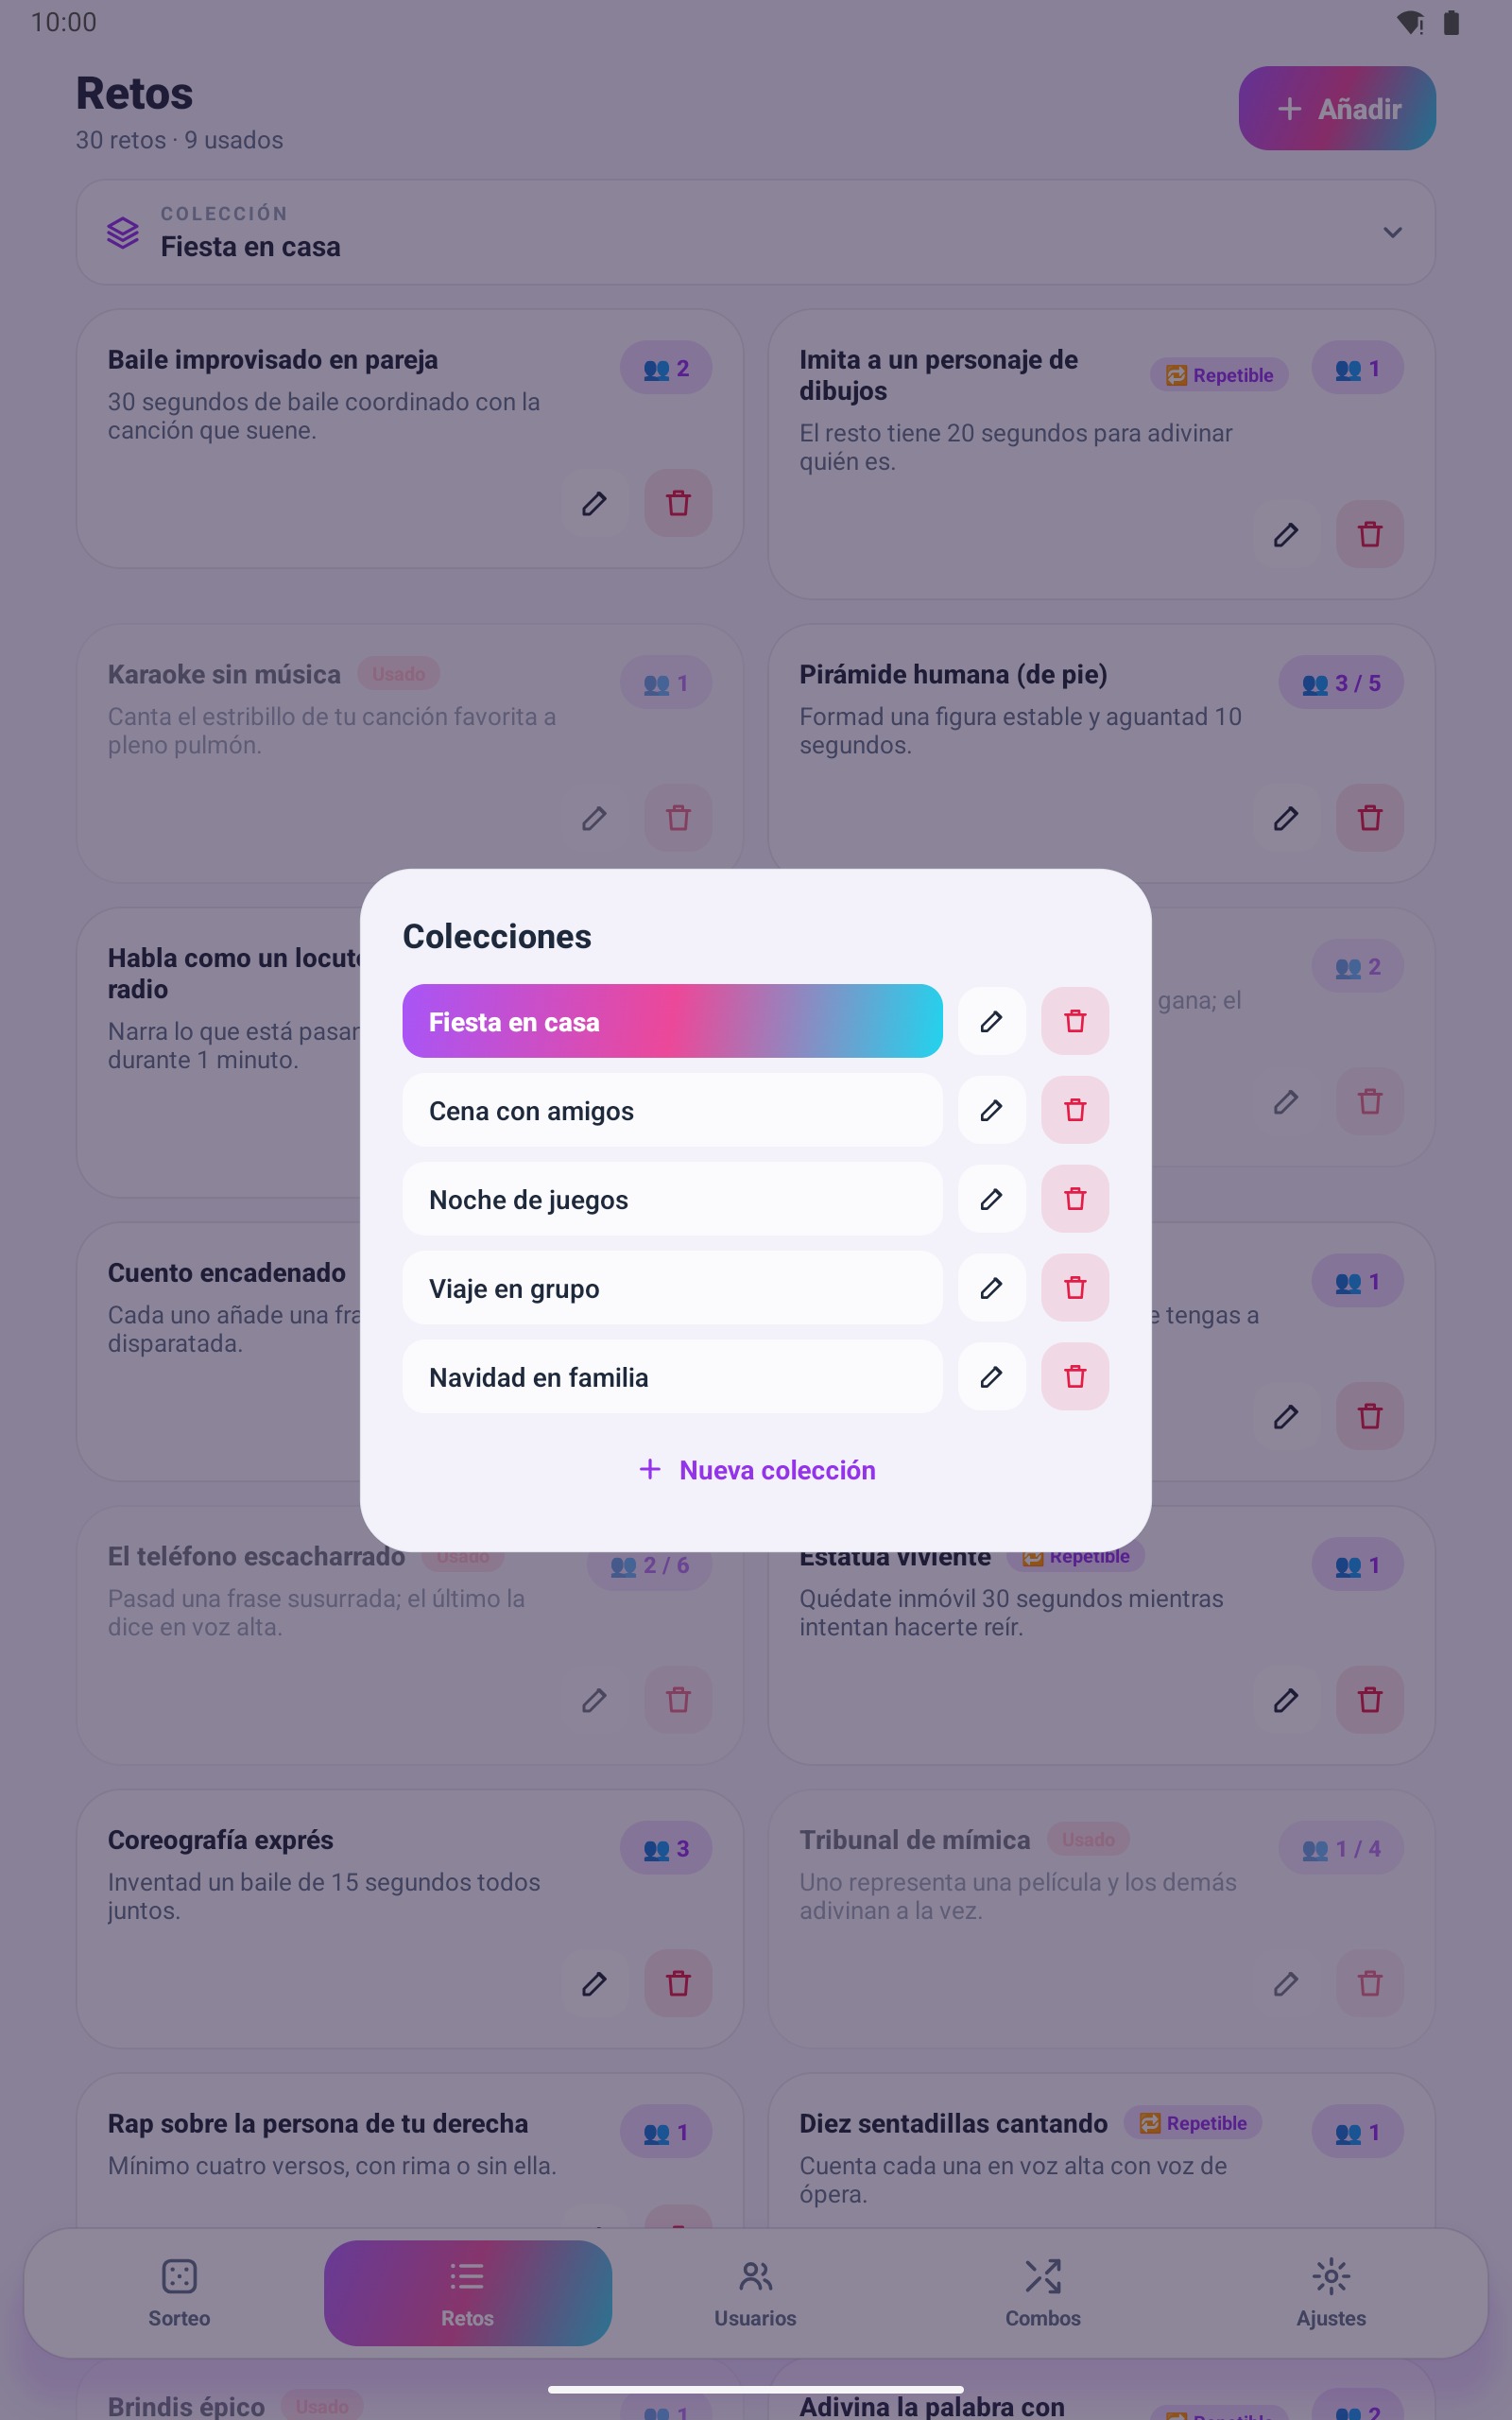 10:00
Retos
30 retos · 9 usados
Añadir
COLECCIÓN
Fiesta en casa
Baile improvisado en pareja
2
30 segundos de baile coordinado con la
canción que suene.
Imita a un personaje de
dibujos
Repetible
1
El resto tiene 20 segundos para adivinar
quién es.
Karaoke sin música
Usado
1
Canta el estribillo de tu canción favorita a
pleno pulmón.
Pirámide humana (de pie)
3 / 5
Formad una figura estable y aguantad 10
segundos.
Habla como un
radio
Narra lo que está
durante 1 minuto.
2
gana; el
Colecciones
Fiesta en casa
Cena con amigos
Noche de juegos
Viaje en grupo
Navidad en familia
Nueva colección
Cuento encadenado
Cada uno añade una
disparatada.
1
tengas a
El teléfono escacharrado
Usado
2 / 6
Pasad una frase susurrada; el último la
dice en voz alta.
Estatua viviente
Repetible
1
Quédate inmóvil 30 segundos mientras
intentan hacerte reír.
Coreografía exprés
3
Inventad un baile de 15 segundos todos
juntos.
Tribunal de mímica
Usado
1 / 4
Uno representa una película y los demás
adivinan a la vez.
Rap sobre la persona de tu derecha
1
Mínimo cuatro versos, con rima o sin ella.
Diez sentadillas cantando
Repetible
1
Cuenta cada una en voz alta con voz de
ópera.
Sorteo
Retos
Usuarios
Combos
Ajustes
Brindis épico
Usado
1
Adivina la palabra con
Repetible
2